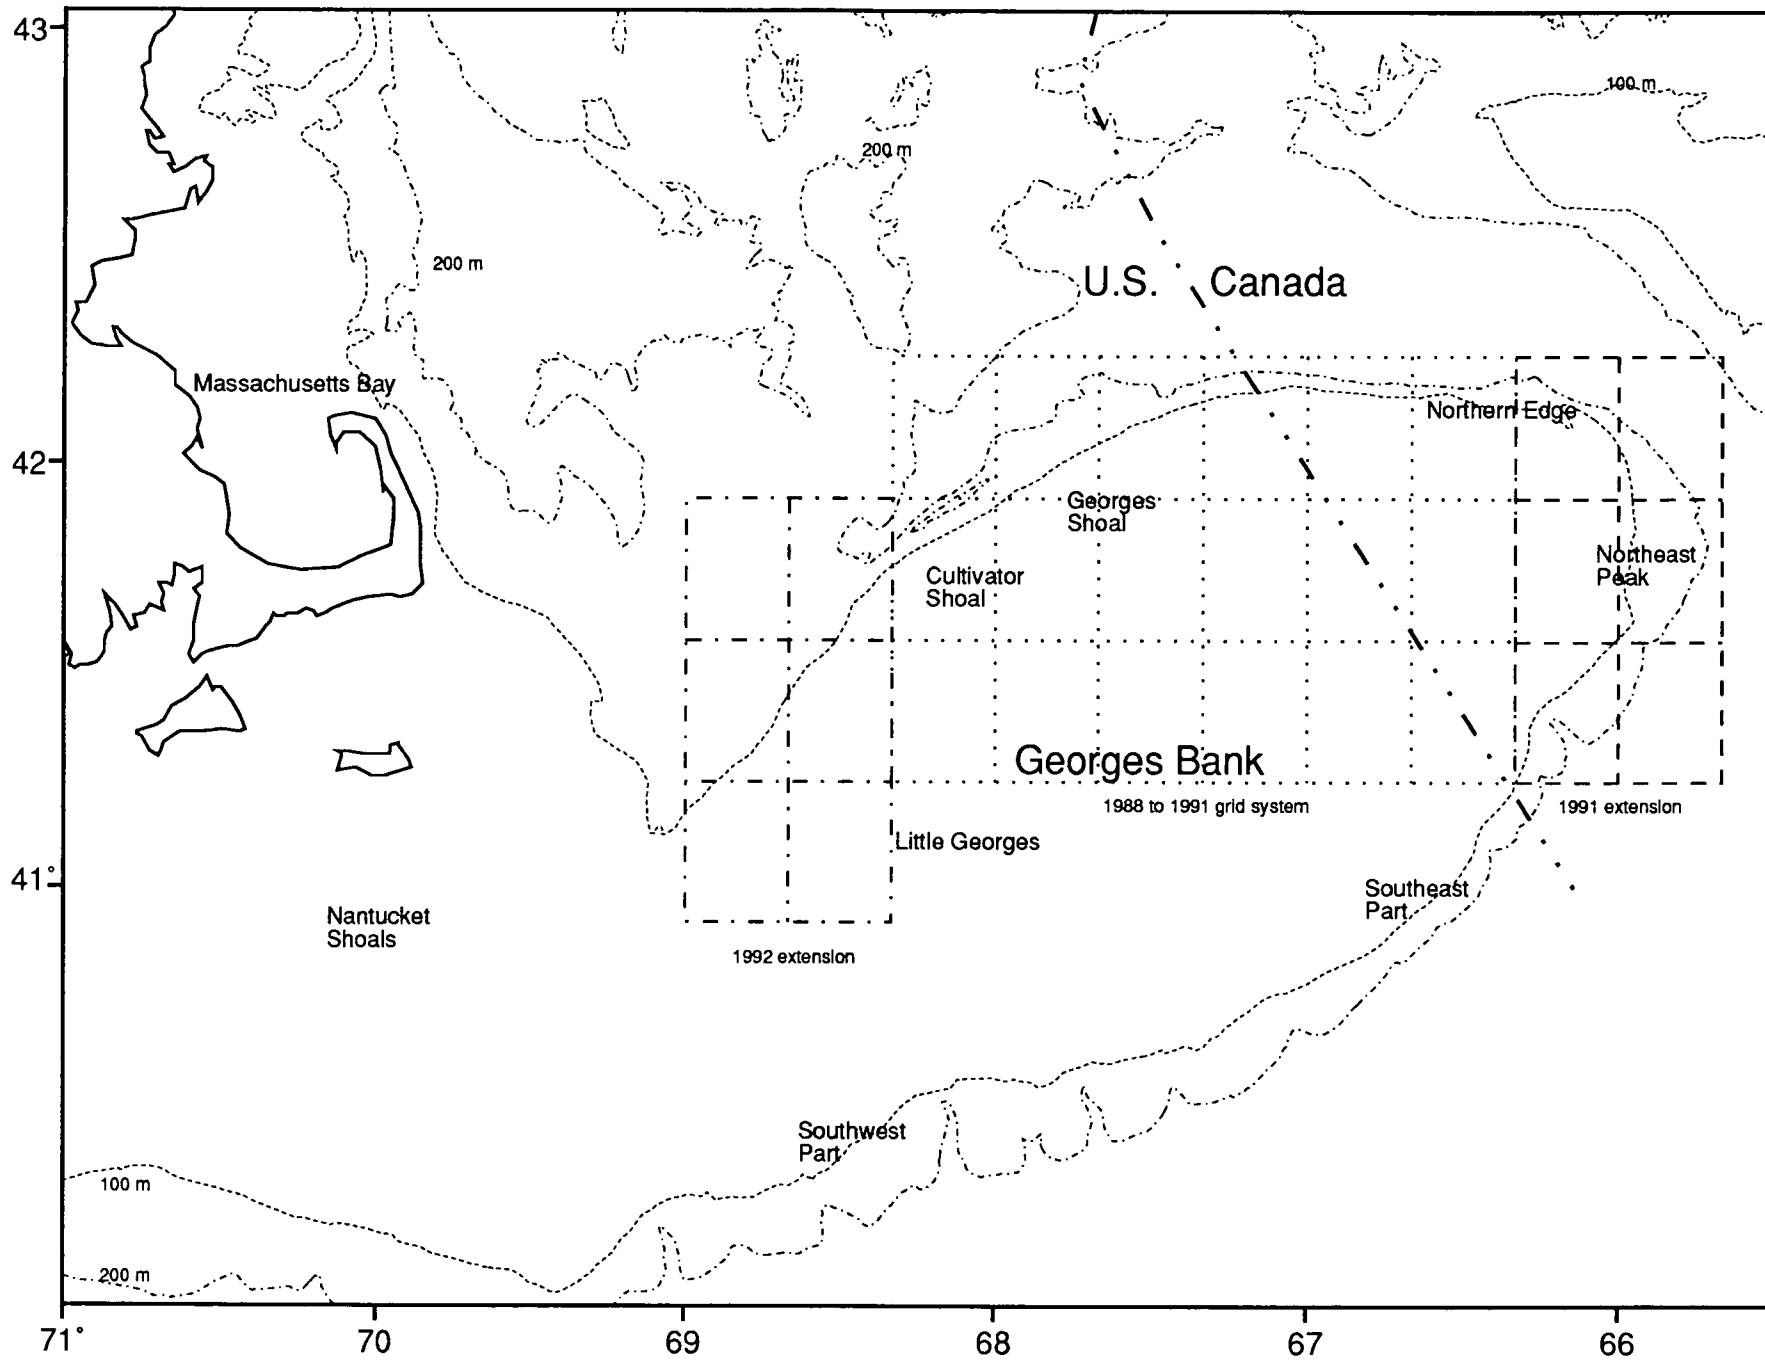 43
100 m
200 m
200 m
U.S. Canada
Massachusetts Bay
Northern Edge
42
Georges
Shoal
Northeast
Peak
Cultivator
Shoal
Georges Bank
1988 to 1991 grid system
1991 extension
Little Georges
41°
Southeast
Part
Nantucket
Shoals
1992 extension
Southwest
Part
100 m
200 m
71°
70
69
68
67
66